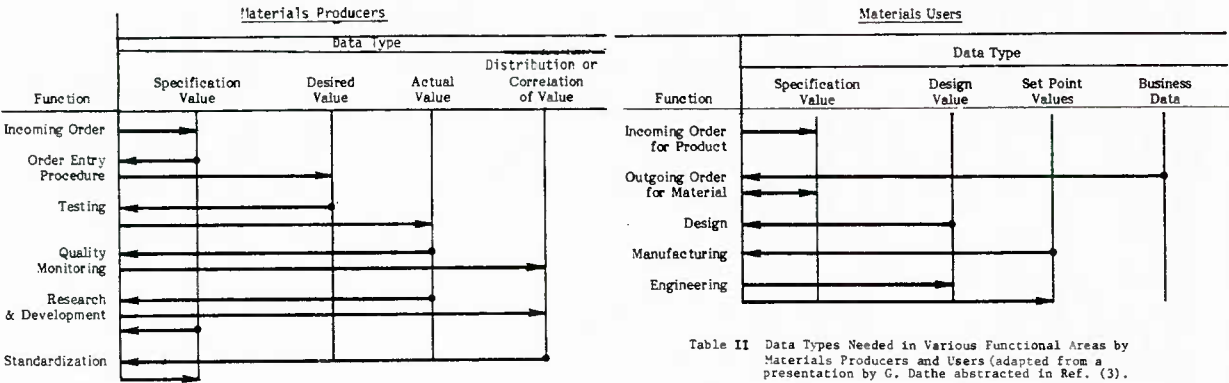 Materials Producers
Data Type
Function
Specification
Value
Desired
Value
Actual
Value
Distribution or
Correlation
of Value
Incoming Order
Order Entry
Procedure
Testing
Quality
Monitoring
Research
& Development
Standardization
Materials Users
Data Type
Function
Specification
Value
Design
Value
Set Point
Values
Business
Data
Incoming Order
for Product
Outgoing Order
for Material
Design
Manufacturing
Engineering
Table II Data Types Needed in Various Functional Areas by
Materials Producers and Users (adapted from a
presentation by G. Dathe abstracted in Ref. (3).